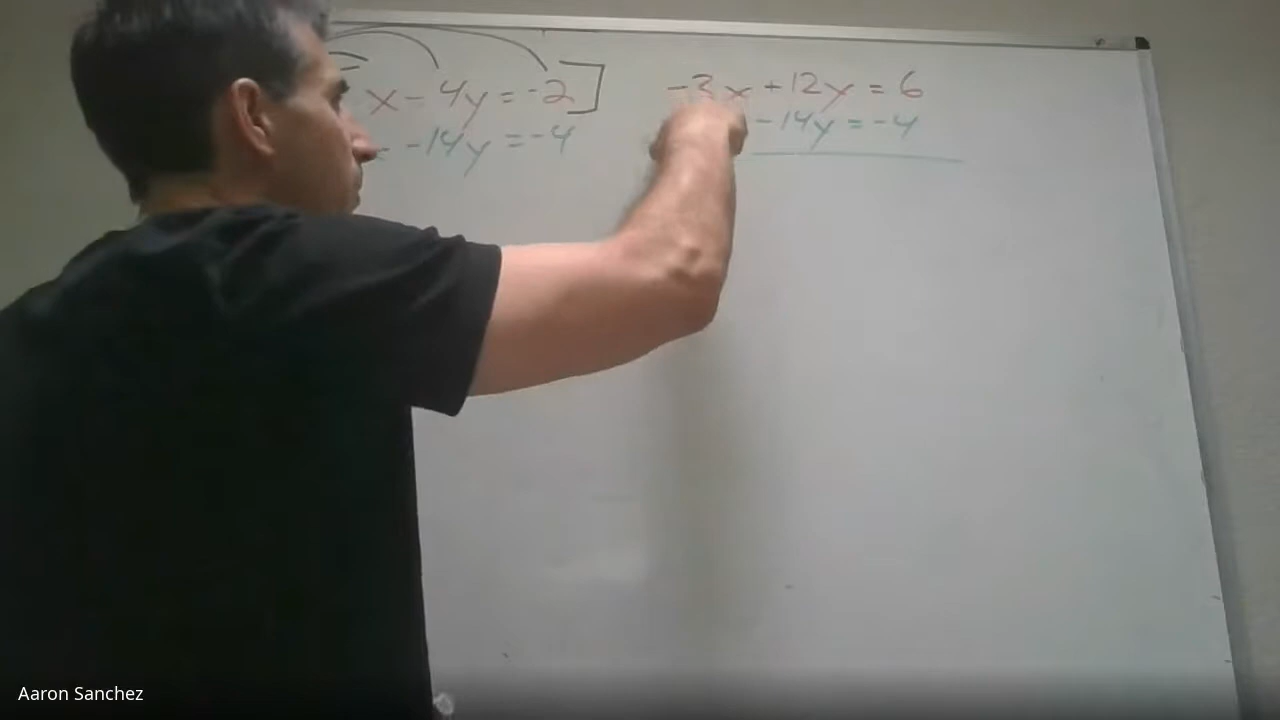 x - 4y = -2]
-14y = -4
-3x + 12y = 6
-14y = -4
Aaron Sanchez